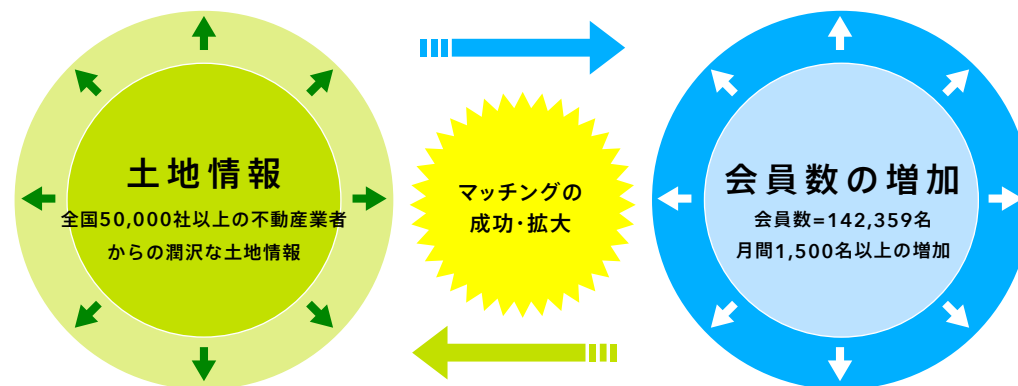 土地情報
全国50,000社以上の不動産業者
からの潤沢な土地情報
マッチングの
成功・拡大
会員数の増加
会員数=142,359名
月間1,500名以上の増加